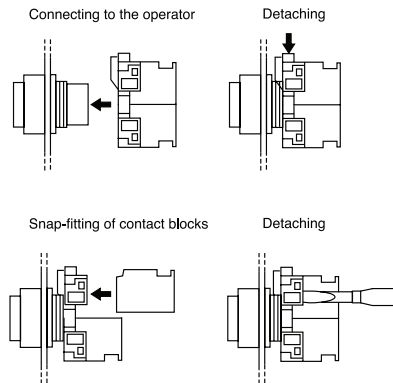 Connecting to the operator
Detaching
Snap-fitting of contact blocks
Detaching